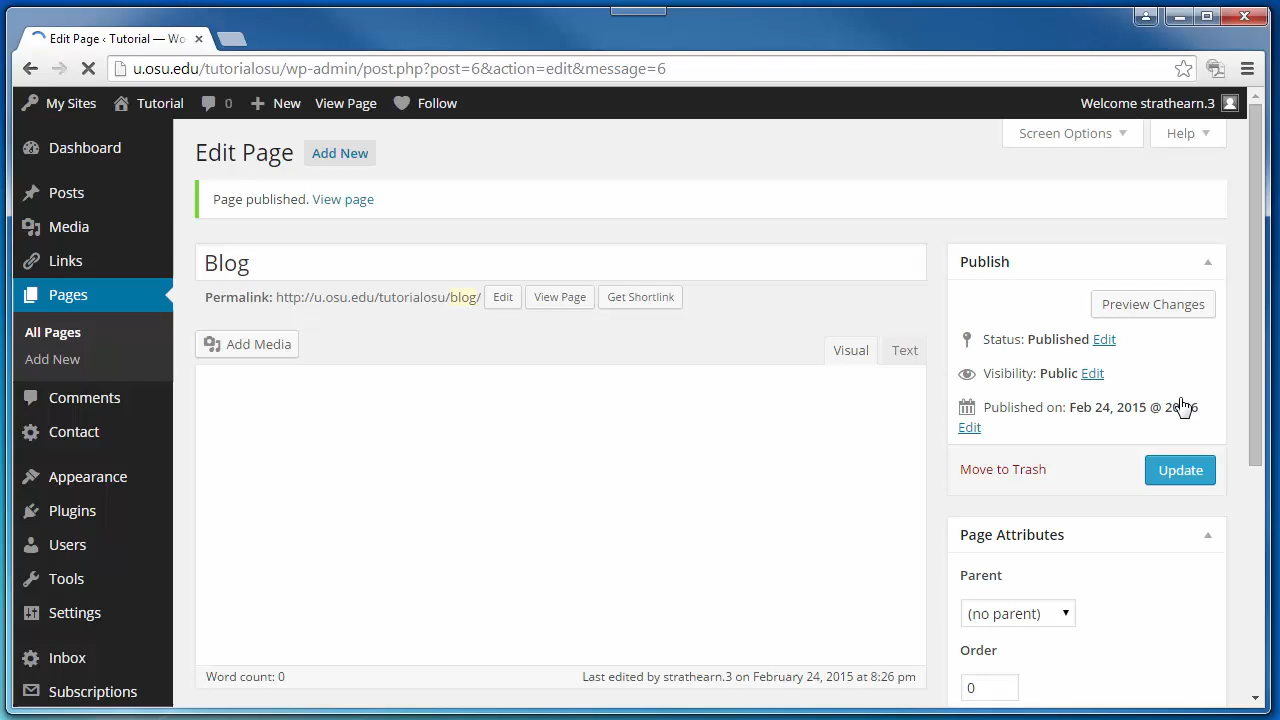 Edit Page ‹ Tutorial — Wo
u.osu.edu/tutorialosu/wp-admin/post.php?post=6&action=edit&message=6
My Sites Tutorial 0 New View Page Follow Welcome strathearn.3
Screen Options Help
Dashboard
Posts
Media
Links
Pages
All Pages
Add New
Comments
Contact
Appearance
Plugins
Users
Tools
Settings
Inbox
Subscriptions
Edit Page Add New
Page published. View page
Blog
Permalink: http://u.osu.edu/tutorialosu/blog/ Edit View Page Get Shortlink
Add Media
Visual Text
Word count: 0 Last edited by strathearn.3 on February 24, 2015 at 8:26 pm
Publish
Preview Changes
Status: Published Edit
Visibility: Public Edit
Published on: Feb 24, 2015 @
Edit
Move to Trash Update
Page Attributes
Parent
(no parent)
Order
0